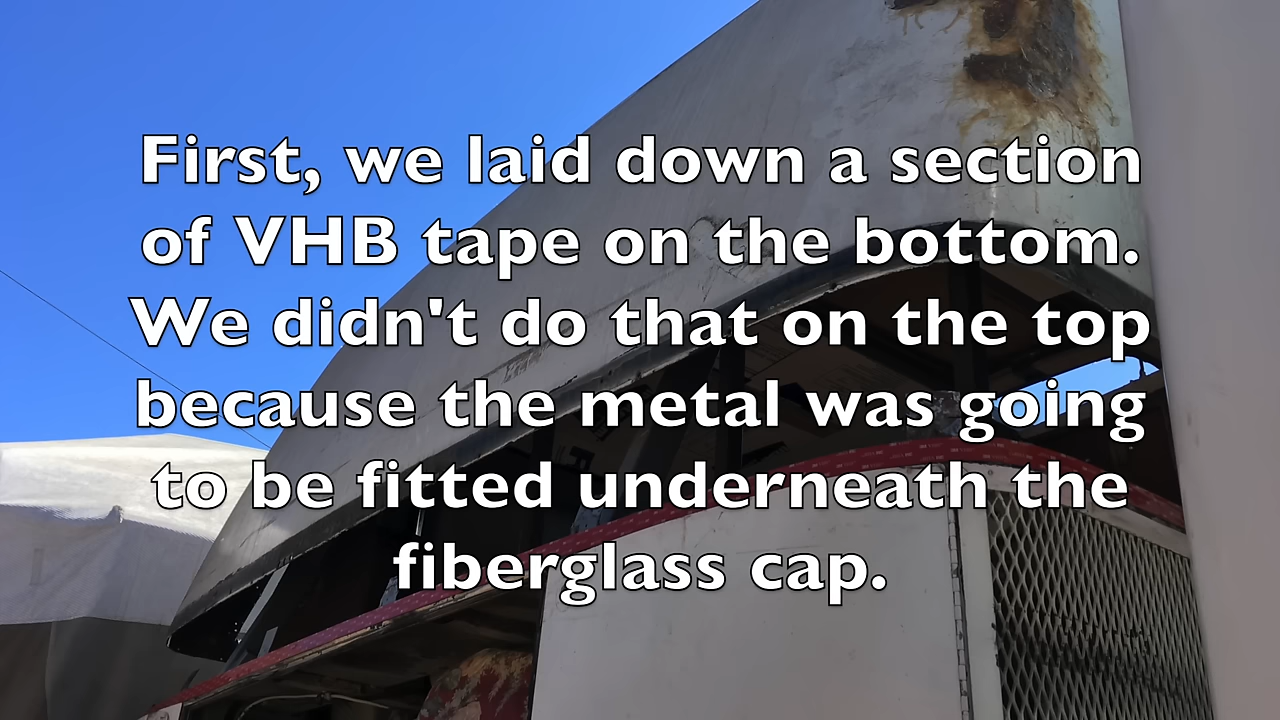 First, we laid down a section
of VHB tape on the bottom.
We didn't do that on the top
because the metal was going
to be fitted underneath the
fiberglass cap.